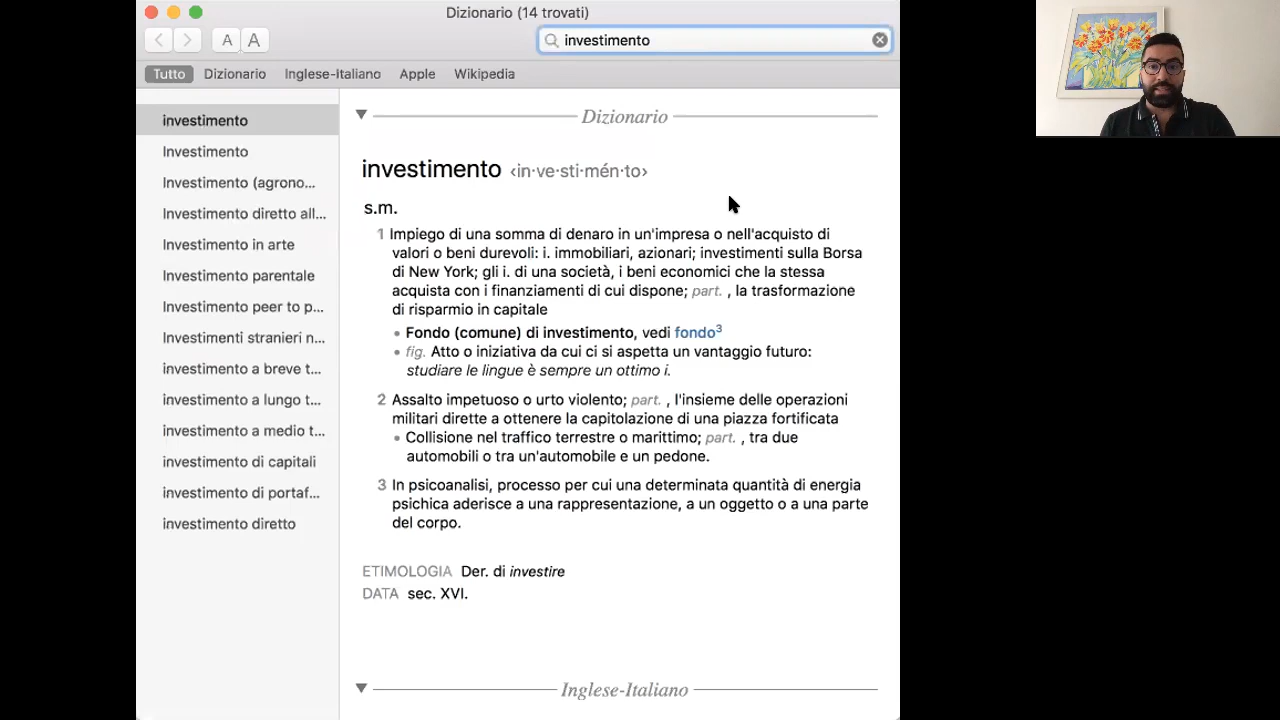 Dizionario (14 trovati)
A A
investimento
Tutto Dizionario Inglese-Italiano Apple Wikipedia
investimento
Investimento
Investimento (agrono...
Investimento diretto all...
Investimento in arte
Investimento parentale
Investimento peer to p...
Investimenti stranieri n...
investimento a breve t...
investimento a lungo t...
investimento a medio t...
investimento di capitali
investimento di portaf...
investimento diretto
Dizionario
investimento ‹in·ve·sti·mén·to›
s.m.
1 Impiego di una somma di denaro in un'impresa o nell'acquisto di
valori o beni durevoli: i. immobiliari, azionari; investimenti sulla Borsa
di New York; gli i. di una società, i beni economici che la stessa
acquista con i finanziamenti di cui dispone; part. , la trasformazione
di risparmio in capitale
• Fondo (comune) di investimento, vedi fondo³
• fig. Atto o iniziativa da cui ci si aspetta un vantaggio futuro:
studiare le lingue è sempre un ottimo i.
2 Assalto impetuoso o urto violento; part. , l'insieme delle operazioni
militari dirette a ottenere la capitolazione di una piazza fortificata
• Collisione nel traffico terrestre o marittimo; part. , tra due
automobili o tra un'automobile e un pedone.
3 In psicoanalisi, processo per cui una determinata quantità di energia
psichica aderisce a una rappresentazione, a un oggetto o a una parte
del corpo.
ETIMOLOGIA Der. di investire
DATA sec. XVI.
Inglese-Italiano